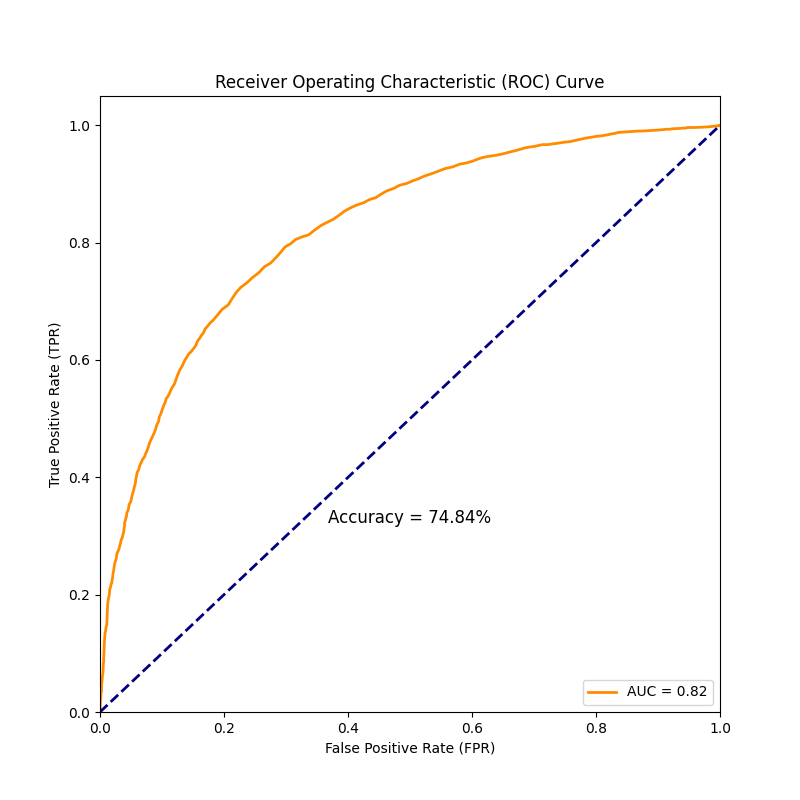 Receiver Operating Characteristic (ROC) Curve
1.0
0.8
0.6
0.4
0.2
0.0
True Positive Rate (TPR)
Accuracy = 74.84%
AUC = 0.82
0.0 0.2 0.4 0.6 0.8 1.0
False Positive Rate (FPR)